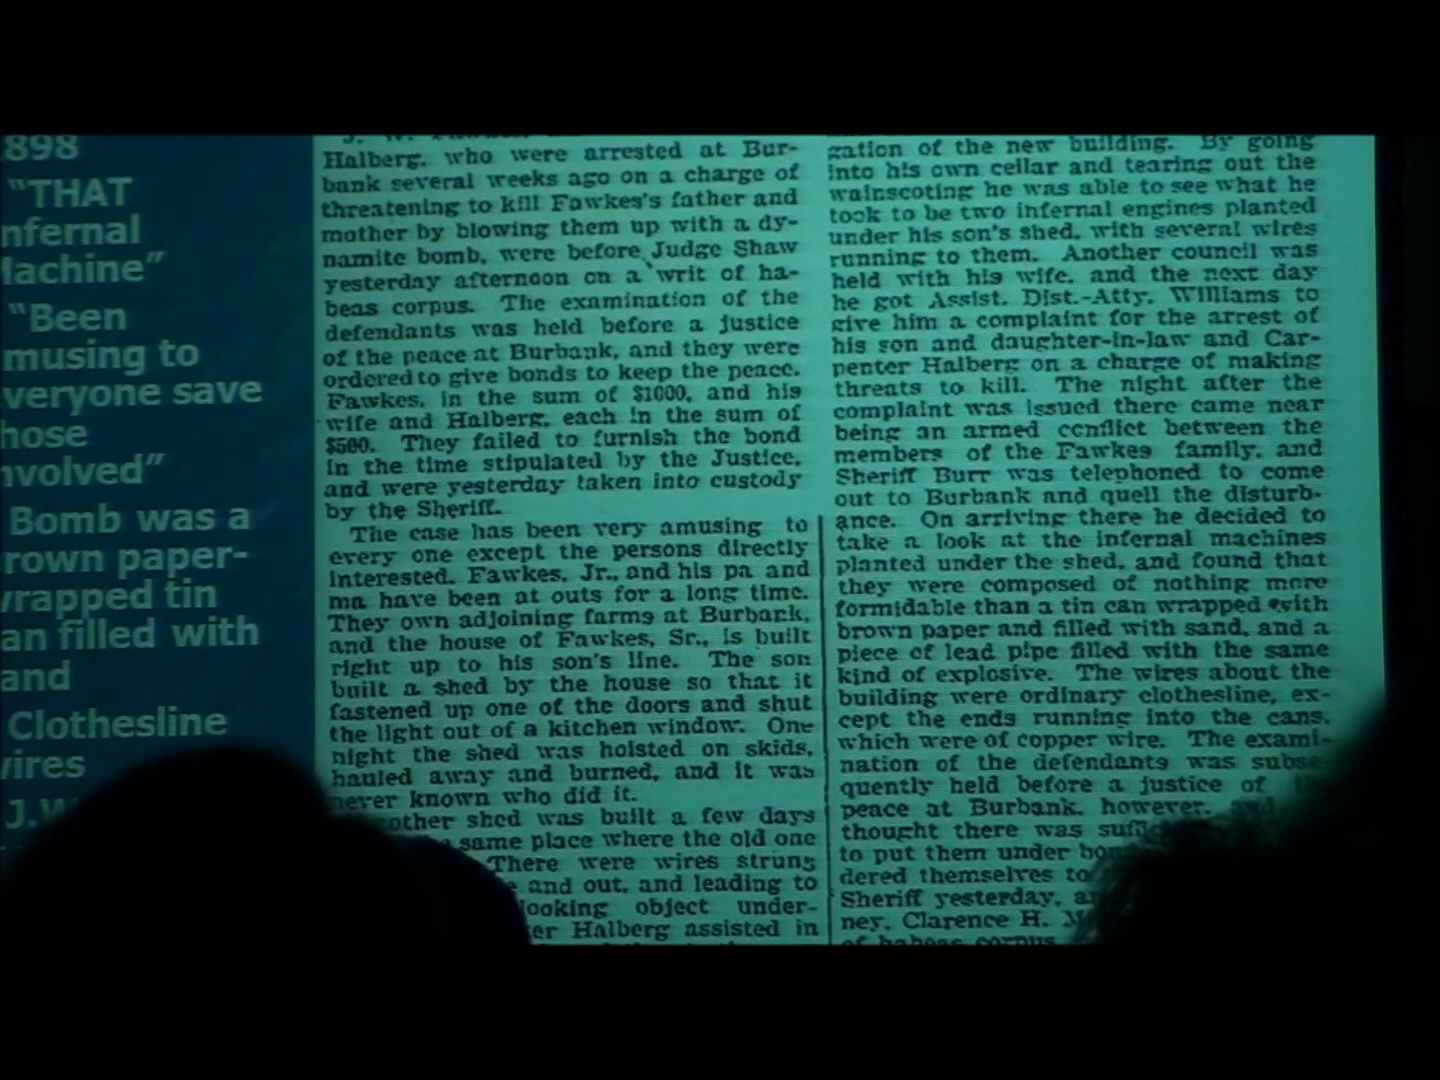 898
"THAT
nfernal
achine"
"Been
musing to
veryone save
hose
nvolved"
Bomb was a
rown paper-
rapped tin
an filled with
and
Clothesline
ires
J.W
Halberg, who were arrested at Bur-
bank several weeks ago on a charge of
threatening to kill Fawkes's father and
mother by blowing them up with a dy-
namite bomb, were before Judge Shaw
yesterday afternoon on a writ of ha-
beas corpus. The examination of the
defendants was held before a justice
of the peace at Burbank, and they were
ordered to give bonds to keep the peace.
Fawkes, in the sum of $1000, and his
wife and Halberg, each in the sum of
$500. They failed to furnish the bond
in the time stipulated by the Justice,
and were yesterday taken into custody
by the Sheriff.
The case has been very amusing to
every one except the persons directly
interested. Fawkes, Jr., and his pa and
ma have been at outs for a long time.
They own adjoining farms at Burbank,
and the house of Fawkes, Sr., is built
right up to his son's line. The son
built a shed by the house so that it
fastened up one of the doors and shut
the light out of a kitchen window. One
night the shed was hoisted on skids,
hauled away and burned, and it was
never known who did it.
other shed was built a few days
same place where the old one
There were wires strung
and out, and leading to
looking object under-
er Halberg assisted in
gation of the new building. By going
into his own cellar and tearing out the
wainscoting he was able to see what he
took to be two infernal engines planted
under his son's shed, with several wires
running to them. Another council was
held with his wife, and the next day
he got Assist. Dist.-Atty. Williams to
give him a complaint for the arrest of
his son and daughter-in-law and Car-
penter Halberg on a charge of making
threats to kill. The night after the
complaint was issued there came near
being an armed conflict between the
members of the Fawkes family, and
Sheriff Burr was telephoned to come
out to Burbank and quell the disturb-
ance. On arriving there he decided to
take a look at the infernal machines
planted under the shed, and found that
they were composed of nothing more
formidable than a tin can wrapped with
brown paper and filled with sand, and a
piece of lead pipe filled with the same
kind of explosive. The wires about the
building were ordinary clothesline, ex-
cept the ends running into the cans,
which were of copper wire. The exami-
nation of the defendants was subse-
quently held before a justice of
peace at Burbank, however,
thought there was
to put them under
dered themselves to
Sheriff yesterday,
ney, Clarence H.
of habeas corpus